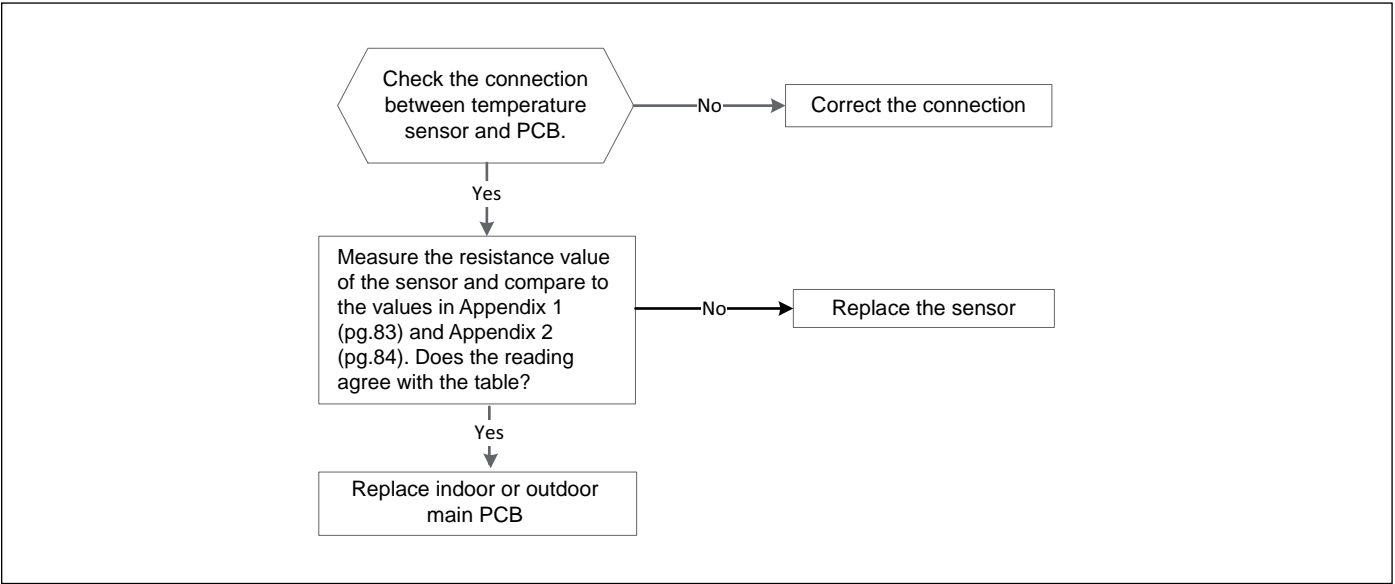 Check the connection
between temperature
sensor and PCB.
No
Correct the connection
Yes
Measure the resistance value
of the sensor and compare to
the values in Appendix 1
(pg.83) and Appendix 2
(pg.84). Does the reading
agree with the table?
No
Replace the sensor
Yes
Replace indoor or outdoor
main PCB